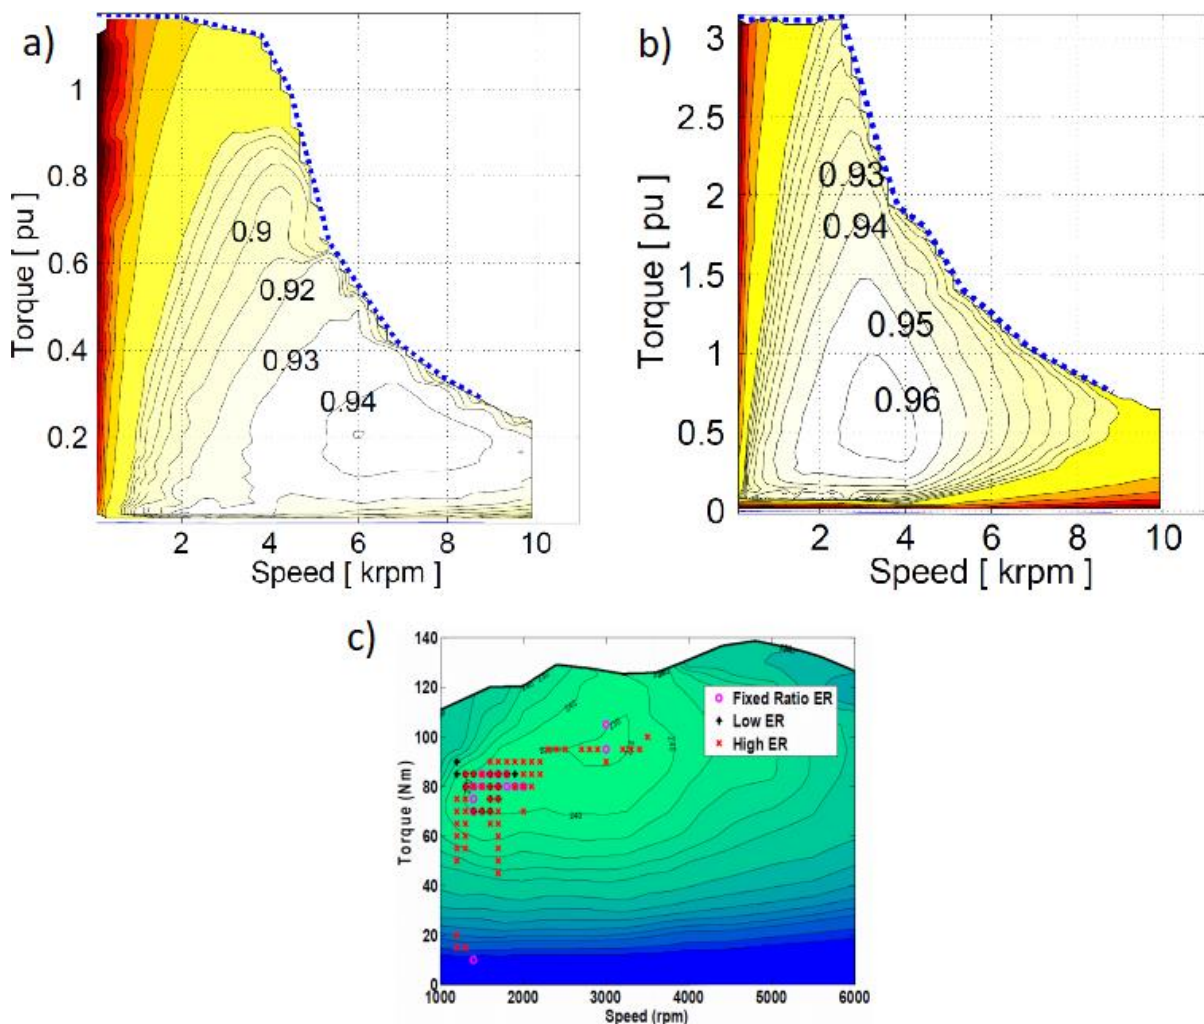 a)
Torque [ pu ]
1
0.8
0.6
0.4
0.2
0.9
0.92
0.93
0.94
2 4 6 8 10
Speed [ krpm ]
b)
Torque [ pu ]
3
2.5
2
1.5
1
0.5
0
0.93
0.94
0.95
0.96
2 4 6 8 10
Speed [ krpm ]
c)
Torque (Nm)
140
120
100
80
60
40
20
0
Fixed Ratio ER
Low ER
High ER
240
240
1000 2000 3000 4000 5000 6000
Speed (rpm)